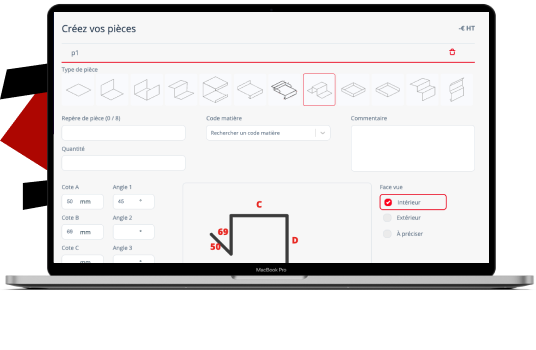 Créez vos pièces
-€ HT
p1
Type de pièce
Repère de pièce (0 / 8)
Code matière
Commentaire
Rechercher un code matière
Quantité
Cote A
Angle 1
Face vue
50 mm
45 °
Intérieur
C
Cote B
Angle 2
Extérieur
69 mm
°
69
À préciser
D
50
Cote C
Angle 3
mm
°
MacBook Pro